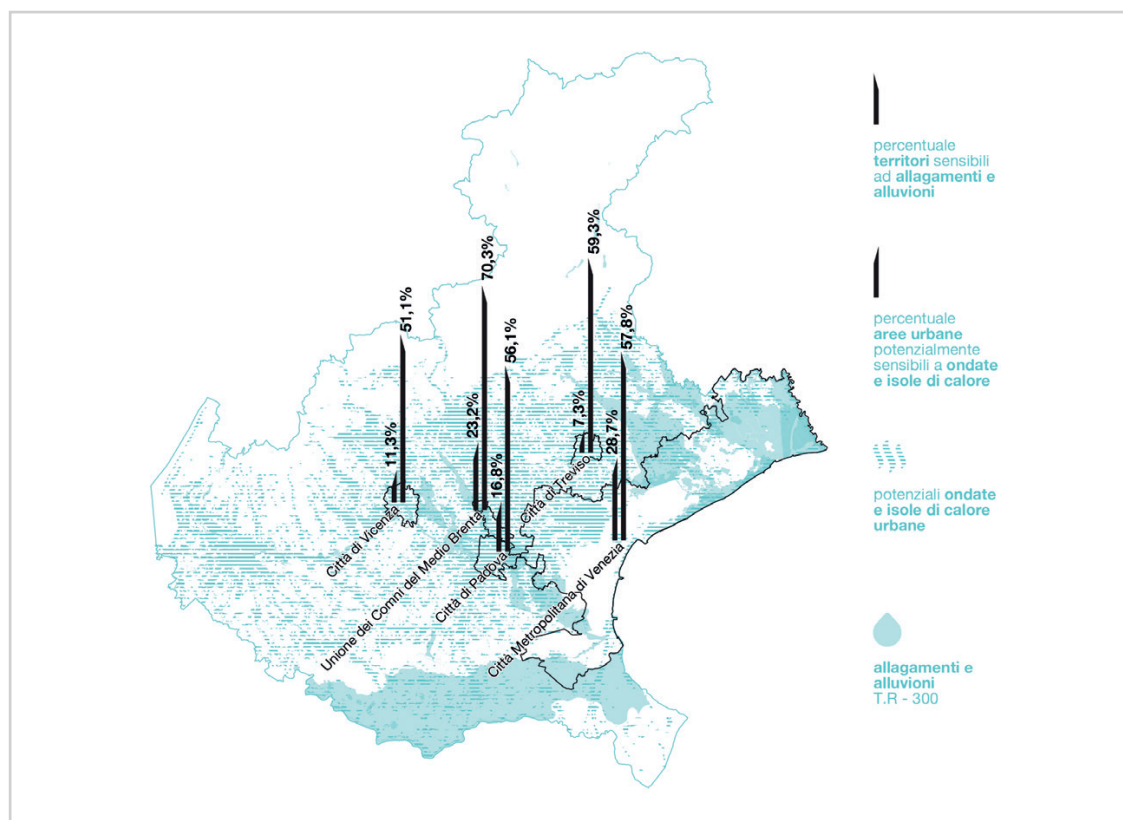 59,3%
70,3%
51,1%
57,8%
56,1%
7,3%
23,2%
28,7%
11,3%
16,8%
Città di Treviso
Città di Vicenza
Unione dei Comni del Medio Brenta
Città di Padova
Città Metropolitana di Venezia
percentuale
territori sensibili
ad allagamenti e
alluvioni
percentuale
aree urbane
potenzialmente
sensibili a ondate
e isole di calore
potenziali ondate
e isole di calore
urbane
allagamenti e
alluvioni
T.R - 300